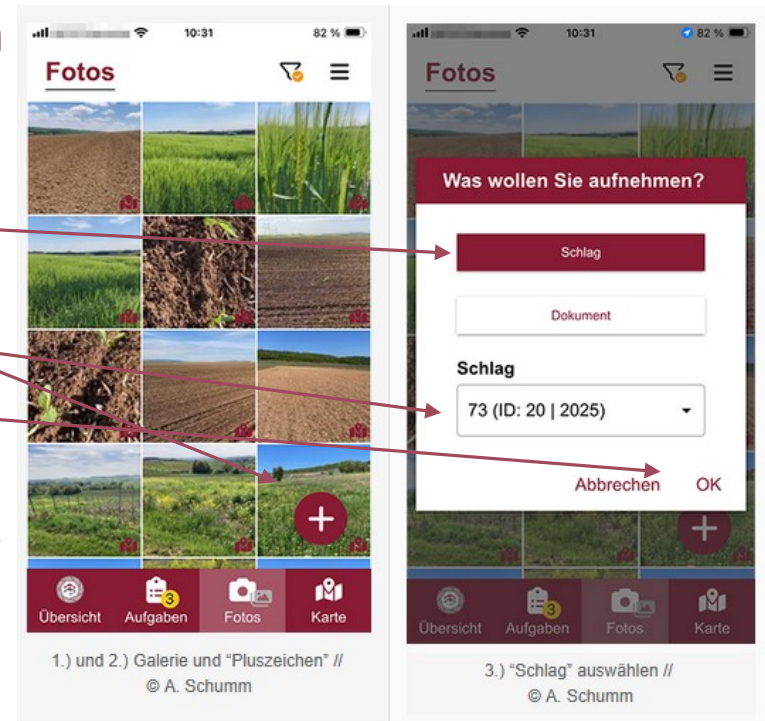 10:31
82 %
Fotos
Übersicht
Aufgaben
3
Fotos
Karte
1.) und 2.) Galerie und “Pluszeichen” //
© A. Schumm
10:31
82 %
Fotos
Was wollen Sie aufnehmen?
Schlag
Dokument
Schlag
73 (ID: 20 | 2025)
Abbrechen
OK
Übersicht
Aufgaben
3
Fotos
Karte
3.) “Schlag” auswählen //
© A. Schumm